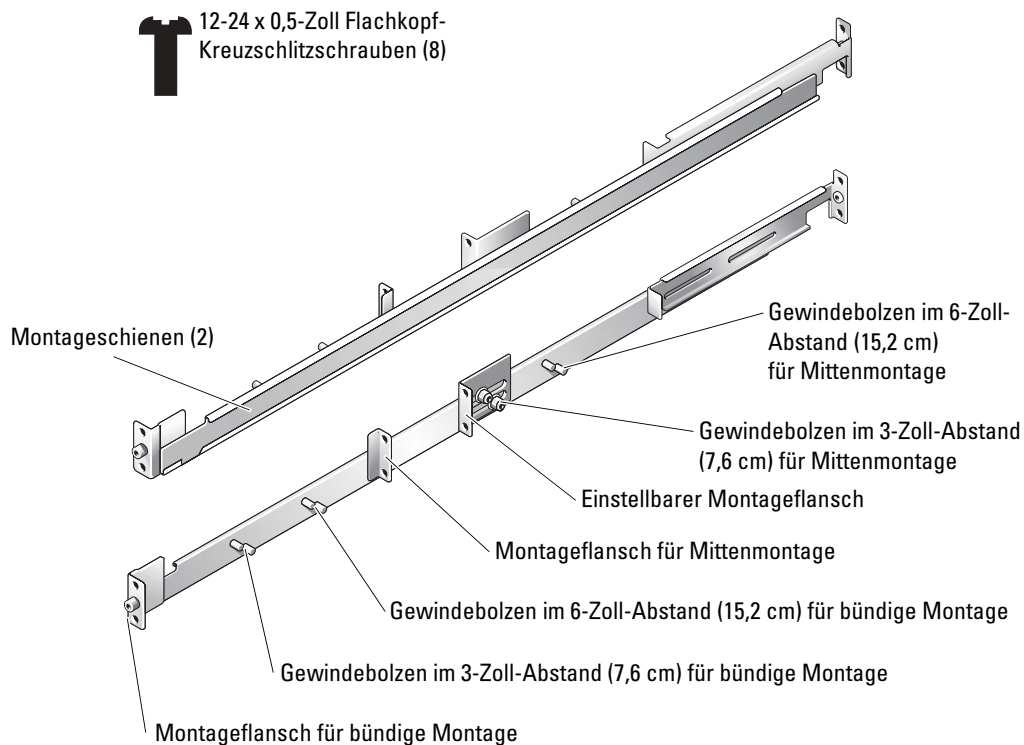 12-24 x 0,5-Zoll Flachkopf-
Kreuzschlitzschrauben (8)
Montageschienen (2)
Gewindebolzen im 6-Zoll-
Abstand (15,2 cm)
für Mittenmontage
Gewindebolzen im 3-Zoll-Abstand
(7,6 cm) für Mittenmontage
Einstellbarer Montageflansch
Montageflansch für Mittenmontage
Gewindebolzen im 6-Zoll-Abstand (15,2 cm) für bündige Montage
Gewindebolzen im 3-Zoll-Abstand (7,6 cm) für bündige Montage
Montageflansch für bündige Montage